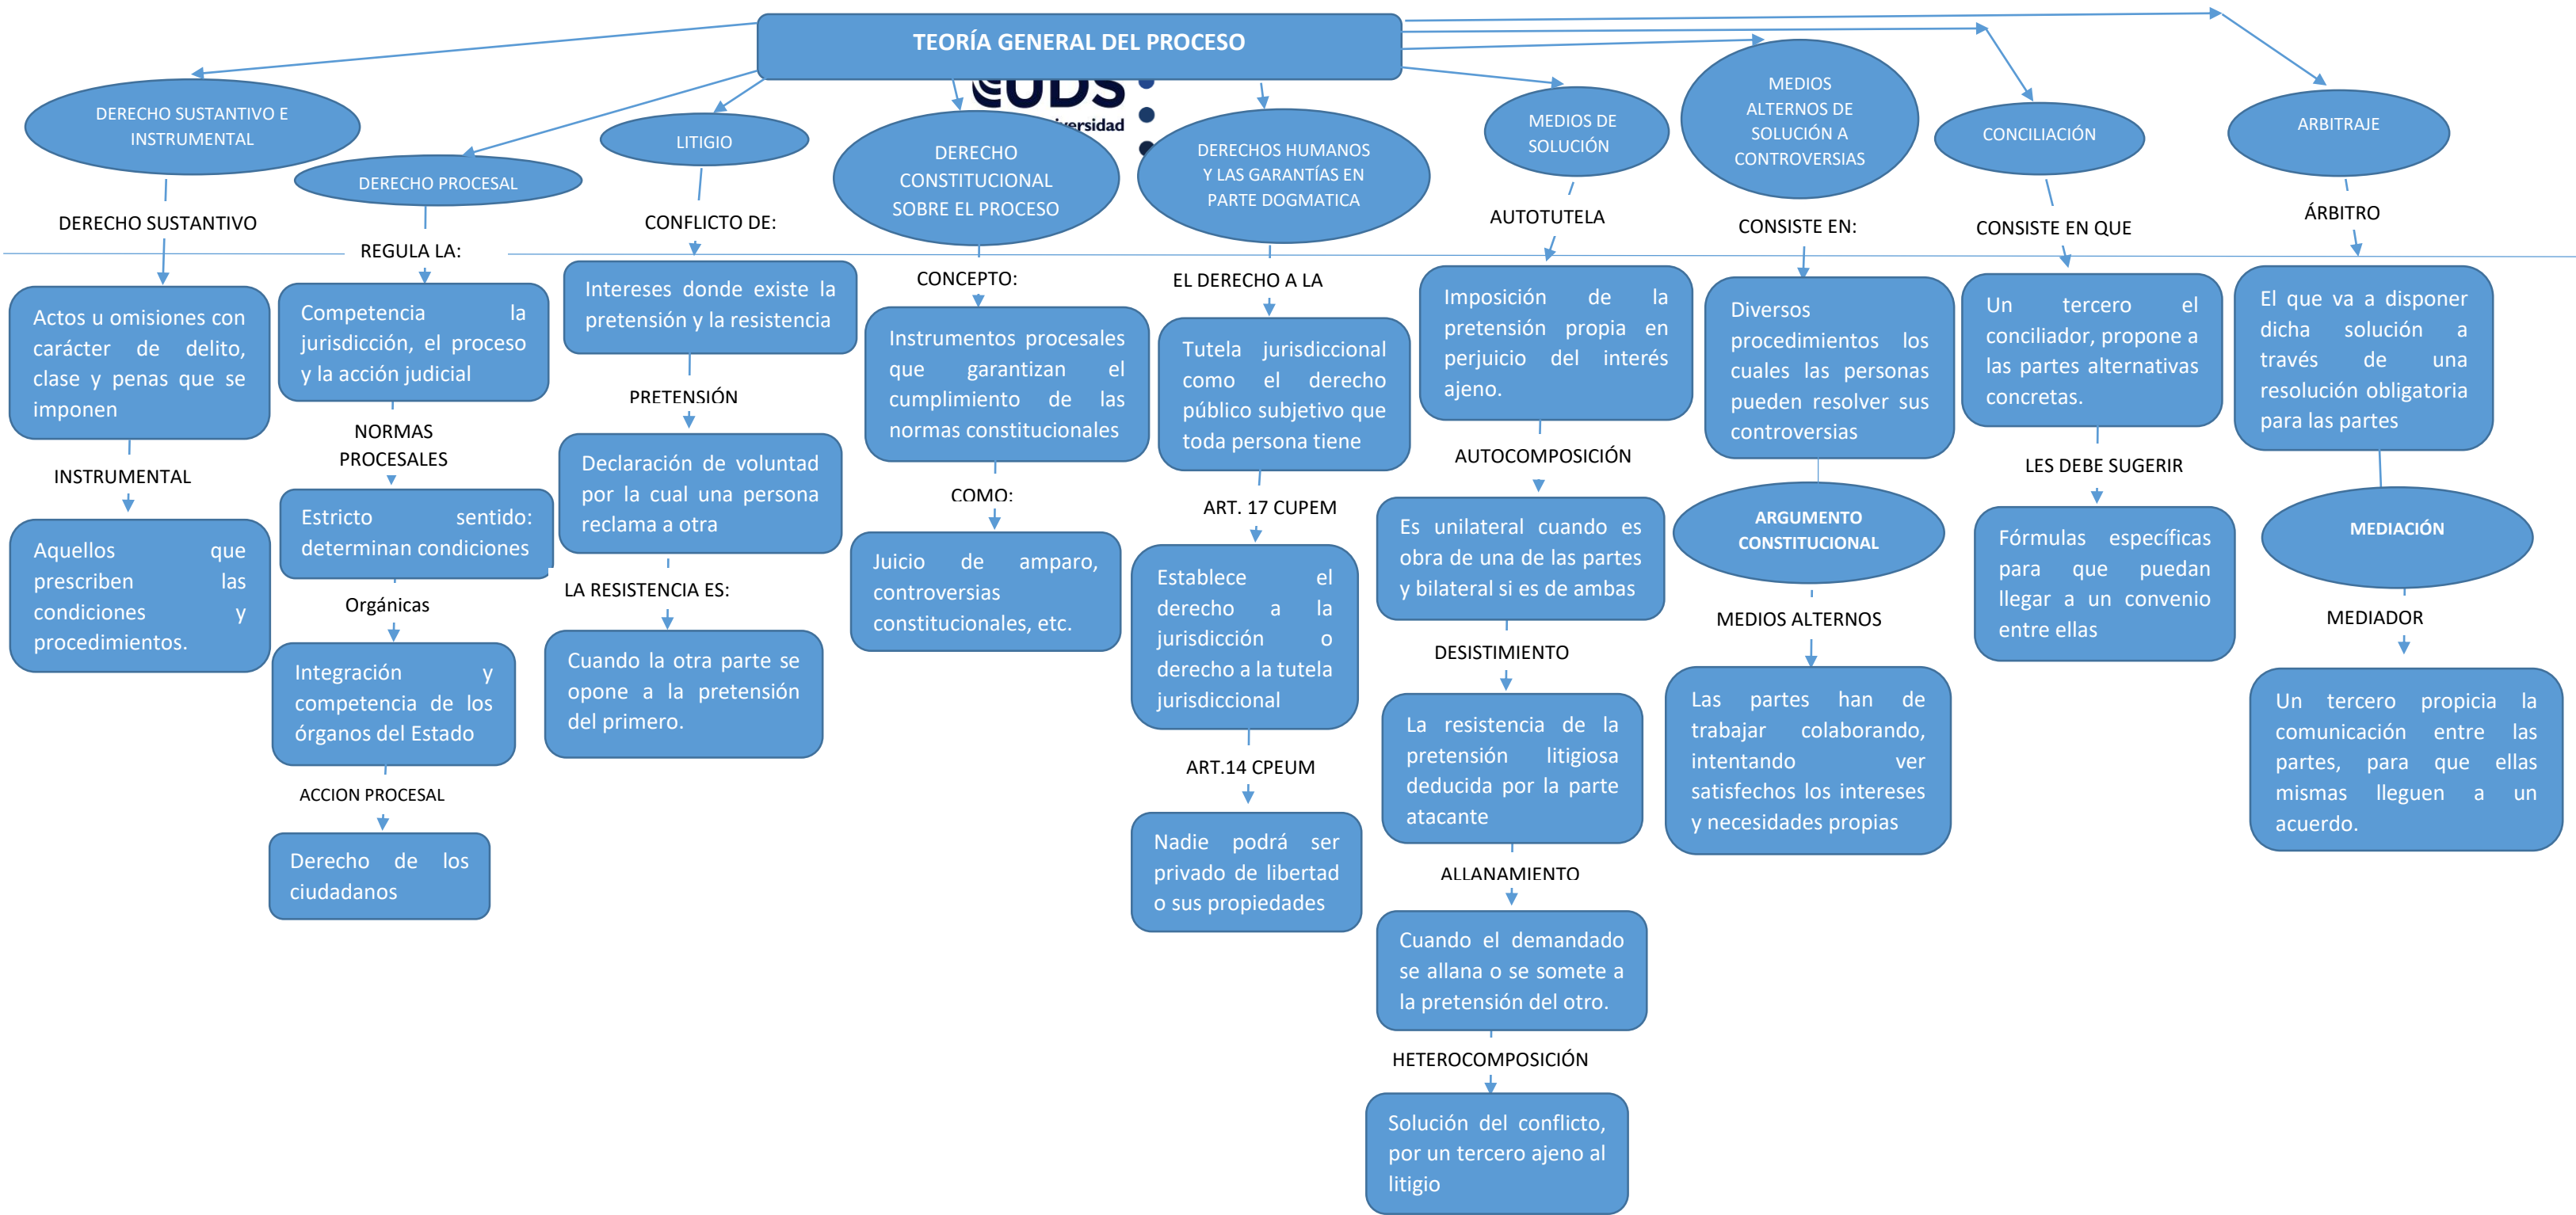 TEORÍA GENERAL DEL PROCESO
UDS
DERECHO SUSTANTIVO E
INSTRUMENTAL
DERECHO SUSTANTIVO
Actos u omisiones con
carácter de delito,
clase y penas que se
imponen
INSTRUMENTAL
Aquellos que
prescriben las
condiciones y
procedimientos.
DERECHO PROCESAL
REGULA LA:
Competencia la
jurisdicción, el proceso
y la acción judicial
NORMAS
PROCESALES
Estricto sentido:
determinan condiciones
Orgánicas
Integración y
competencia de los
órganos del Estado
ACCION PROCESAL
Derecho de los
ciudadanos
LITIGIO
CONFLICTO DE:
Intereses donde existe la
pretensión y la resistencia
PRETENSIÓN
Declaración de voluntad
por la cual una persona
reclama a otra
LA RESISTENCIA ES:
Cuando la otra parte se
opone a la pretensión
del primero.
DERECHO
CONSTITUCIONAL
SOBRE EL PROCESO
CONCEPTO:
Instrumentos procesales
que garantizan el
cumplimiento de las
normas constitucionales
COMO:
Juicio de amparo,
controversias
constitucionales, etc.
DERECHOS HUMANOS
Y LAS GARANTÍAS EN
PARTE DOGMATICA
EL DERECHO A LA
Tutela jurisdiccional
como el derecho
público subjetivo que
toda persona tiene
ART. 17 CUPEM
Establece el
derecho a la
jurisdicción o
derecho a la tutela
jurisdiccional
ART.14 CPEUM
Nadie podrá ser
privado de libertad
o sus propiedades
MEDIOS DE
SOLUCIÓN
AUTOTUTELA
Imposición de la
pretensión propia en
perjuicio del interés
ajeno.
AUTOCOMPOSICIÓN
Es unilateral cuando es
obra de una de las partes
y bilateral si es de ambas
DESISTIMIENTO
La resistencia de la
pretensión litigiosa
deducida por la parte
atacante
ALLANAMIENTO
Cuando el demandado
se allana o se somete a
la pretensión del otro.
HETEROCOMPOSICIÓN
Solución del conflicto,
por un tercero ajeno al
litigio
MEDIOS
ALTERNOS DE
SOLUCIÓN A
CONTROVERSIAS
CONSISTE EN:
Diversos
procedimientos los
cuales las personas
pueden resolver sus
controversias
ARGUMENTO
CONSTITUCIONAL
MEDIOS ALTERNOS
Las partes han de
trabajar colaborando,
intentando ver
satisfechos los intereses
y necesidades propias
CONCILIACIÓN
CONSISTE EN QUE
Un tercero el
conciliador, propone a
las partes alternativas
concretas.
LES DEBE SUGERIR
Fórmulas específicas
para que puedan
llegar a un convenio
entre ellas
ARBITRAJE
ÁRBITRO
El que va a disponer
dicha solución a
través de una
resolución obligatoria
para las partes
MEDIACIÓN
MEDIADOR
Un tercero propicia la
comunicación entre las
partes, para que ellas
mismas lleguen a un
acuerdo.